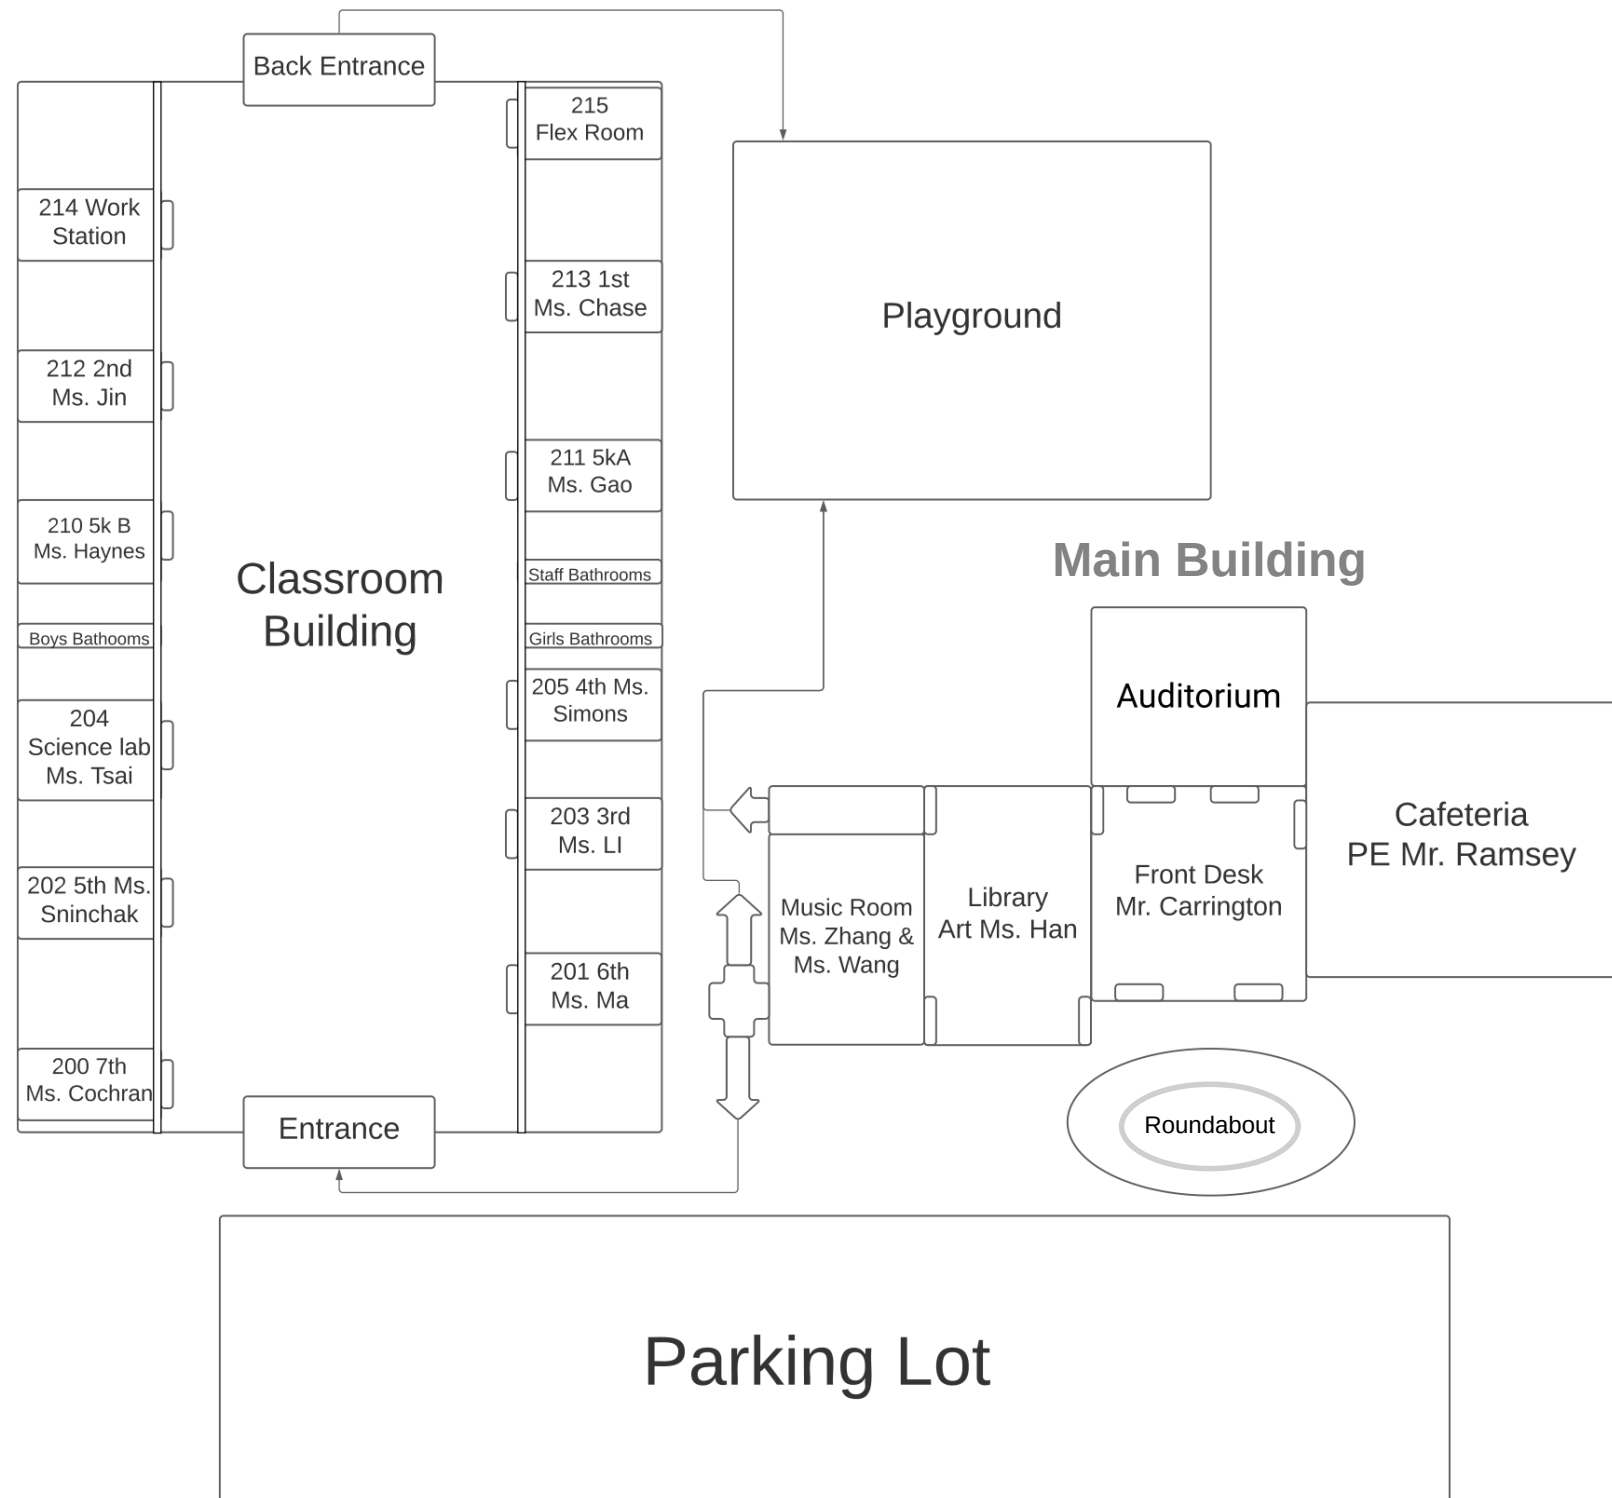 Back Entrance
215
Flex Room
214 Work
Station
213 1st
Ms. Chase
Playground
212 2nd
Ms. Jin
211 5kA
Ms. Gao
210 5k B
Ms. Haynes
Classroom
Building
Staff Bathrooms
Main Building
Boys Bathooms
Girls Bathrooms
205 4th Ms.
Simons
Auditorium
204
Science lab
Ms. Tsai
203 3rd
Ms. LI
Cafeteria
PE Mr. Ramsey
202 5th Ms.
Sninchak
Music Room
Ms. Zhang &
Ms. Wang
Library
Art Ms. Han
Front Desk
Mr. Carrington
201 6th
Ms. Ma
200 7th
Ms. Cochran
Entrance
Roundabout
Parking Lot